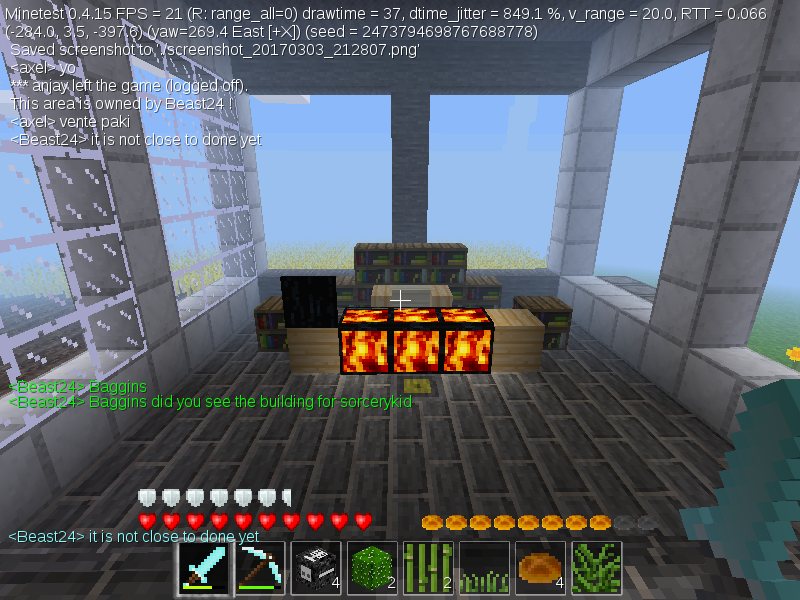 Minetest 0.4.15 FPS = 21 (R: range_all=0) drawtime = 37, dtime_jitter = 849.1 %, v_range = 20.0, RTT = 0.066
(-284.0, 3.5, -397.6) (yaw=269.4 East [+X]) (seed = 2473794698767688778)
Saved screenshot to '../screenshot_20170303_212807.png'
<axel> yo
*** anjay left the game (logged off).
This area is owned by Beast24 !
<axel> vente paki
<Beast24> it is not close to done yet
<Beast24> Baggins
<Beast24> Baggins did you see the building for sorcerykid
<Beast24> it is not close to done yet
4
2
2
4